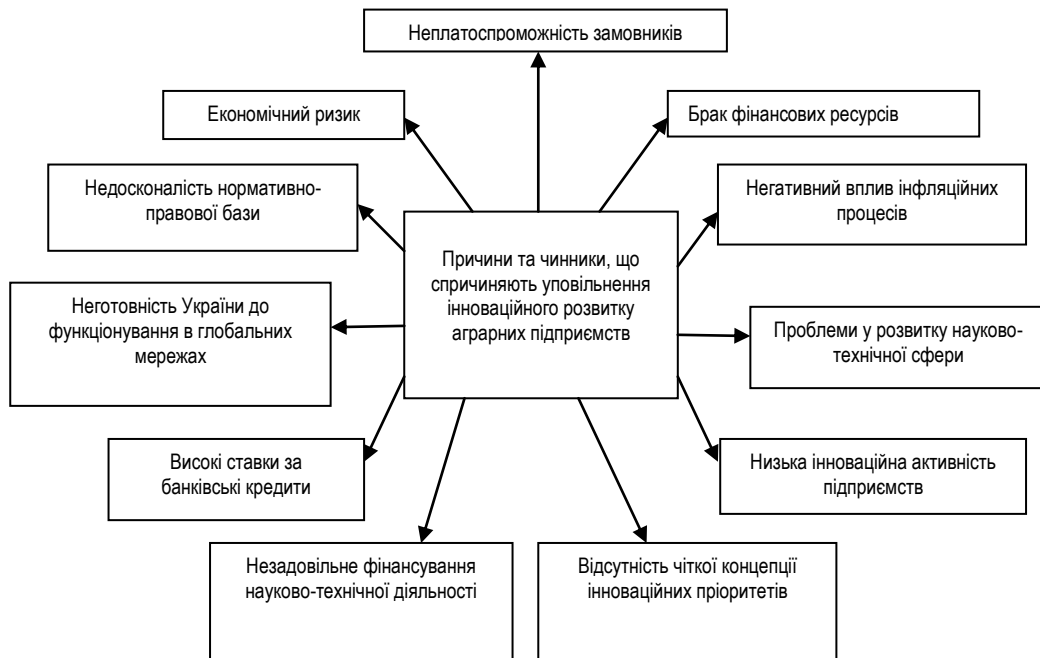 Неплатоспроможність замовників
Економічний ризик
Брак фінансових ресурсів
Недосконалість нормативно-
правової бази
Негативний вплив інфляційних
процесів
Причини та чинники, що
спричиняють уповільнення
інноваційного розвитку
аграрних підприємств
Неготовність України до
функціонування в глобальних
мережах
Проблеми у розвитку науково-
технічної сфери
Високі ставки за
банківські кредити
Низька інноваційна активність
підприємств
Незадовільне фінансування
науково-технічної діяльності
Відсутність чіткої концепції
інноваційних пріоритетів